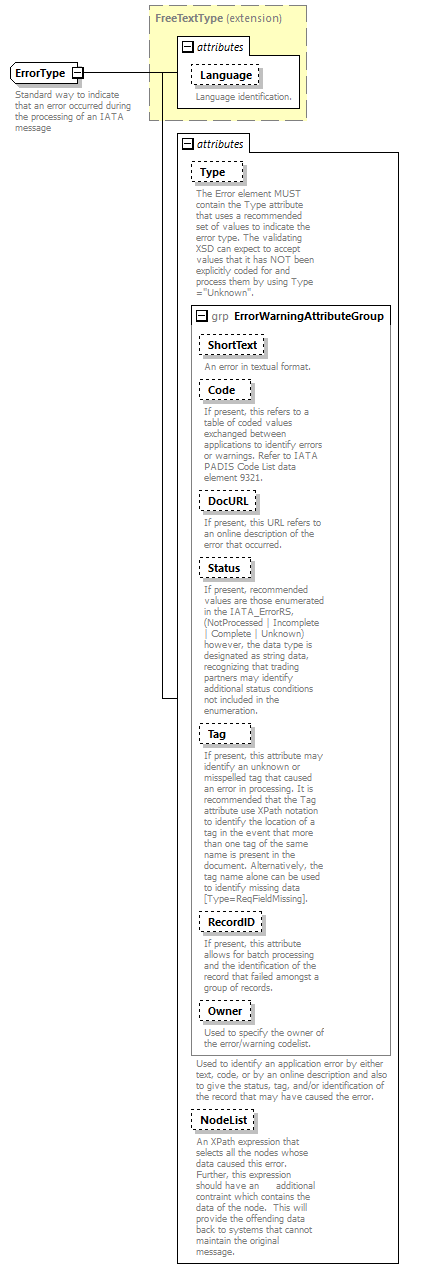 FreeTextType (extension)
attributes
Language
Language identification.
ErrorType
Standard way to indicate
that an error occurred during
the processing of an IATA
message
attributes
Type
The Error element MUST
contain the Type attribute
that uses a recommended
set of values to indicate the
error type. The validating
XSD can expect to accept
values that it has NOT been
explicitly coded for and
process them by using Type
="Unknown".
grp ErrorWarningAttributeGroup
ShortText
An error in textual format.
Code
If present, this refers to a
table of coded values
exchanged between
applications to identify errors
or warnings. Refer to IATA
PADIS Code List data
element 9321.
DocURL
If present, this URL refers to
an online description of the
error that occurred.
Status
If present, recommended
values are those enumerated
in the IATA_ErrorRS,
(NotProcessed | Incomplete
| Complete | Unknown)
however, the data type is
designated as string data,
recognizing that trading
partners may identify
additional status conditions
not included in the
enumeration.
Tag
If present, this attribute may
identify an unknown or
misspelled tag that caused
an error in processing. It is
recommended that the Tag
attribute use XPath notation
to identify the location of a
tag in the event that more
than one tag of the same
name is present in the
document. Alternatively, the
tag name alone can be used
to identify missing data
[Type=ReqFieldMissing].
RecordID
If present, this attribute
allows for batch processing
and the identification of the
record that failed amongst a
group of records.
Owner
Used to specify the owner of
the error/warning codelist.
Used to identify an application error by either
text, code, or by an online description and also
to give the status, tag, and/or identification of
the record that may have caused the error.
NodeList
An XPath expression that
selects all the nodes whose
data caused this error.
Further, this expression
should have an additional
contraint which contains the
data of the node. This will
provide the offending data
back to systems that cannot
maintain the original
message.